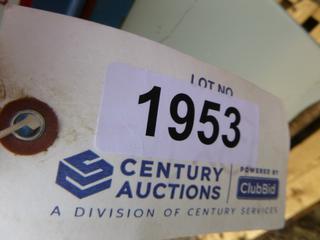 LOT NO
1953
CENTURY
AUCTIONS
POWERED BY
ClubBid
A DIVISION OF CENTURY SERVICES